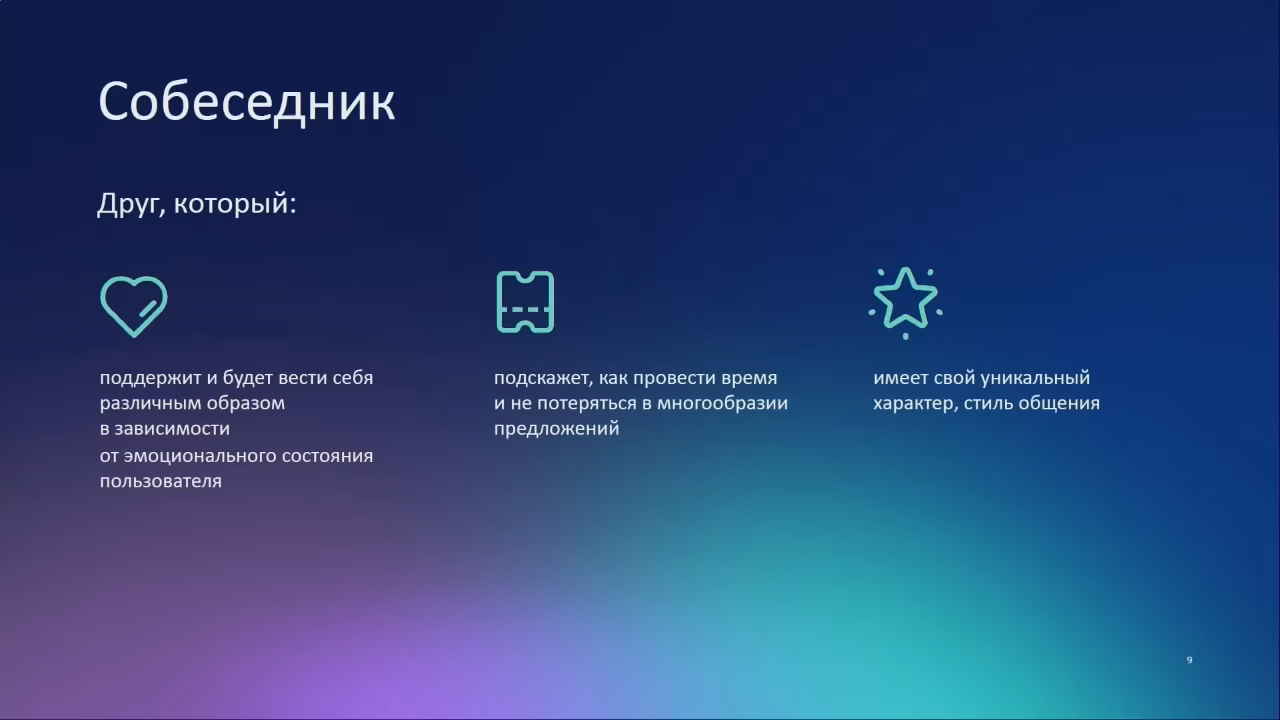 Собеседник
Друг, который:
поддержит и будет вести себя
различным образом
в зависимости
от эмоционального состояния
пользователя
подскажет, как провести время
и не потеряться в многообразии
предложений
имеет свой уникальный
характер, стиль общения
9